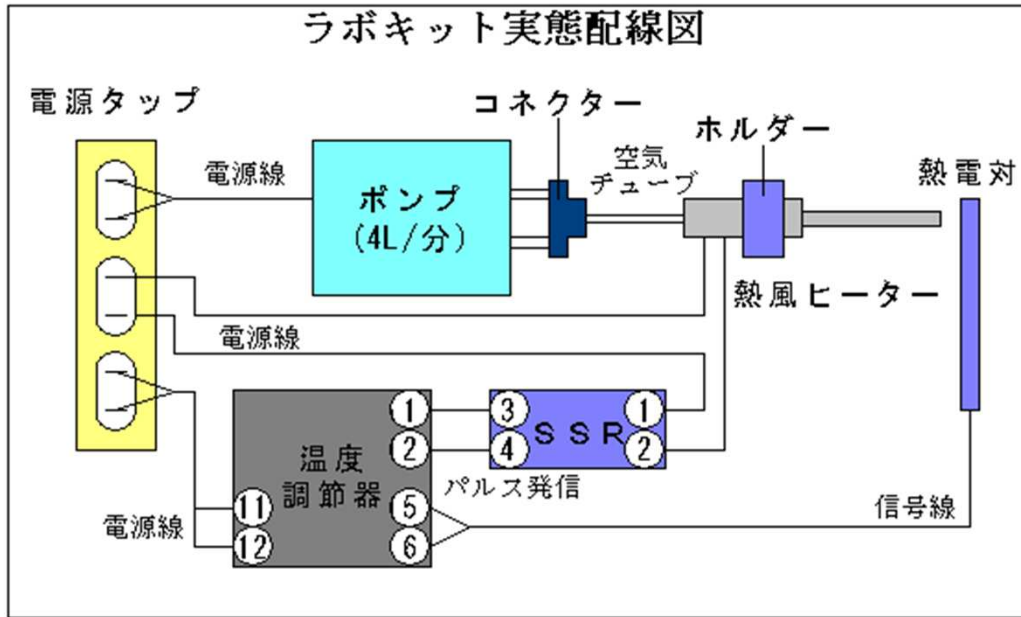 ラボキット実態配線図
電源タップ
コネクター
ホルダー
電源線
空気
チューブ
熱電対
ポンプ
(4L/分)
熱風ヒーター
電源線
① ③ SSR ①
② ④ ②
温度
調節器
パルス発信
⑪ ⑤
⑫ ⑥
電源線
信号線